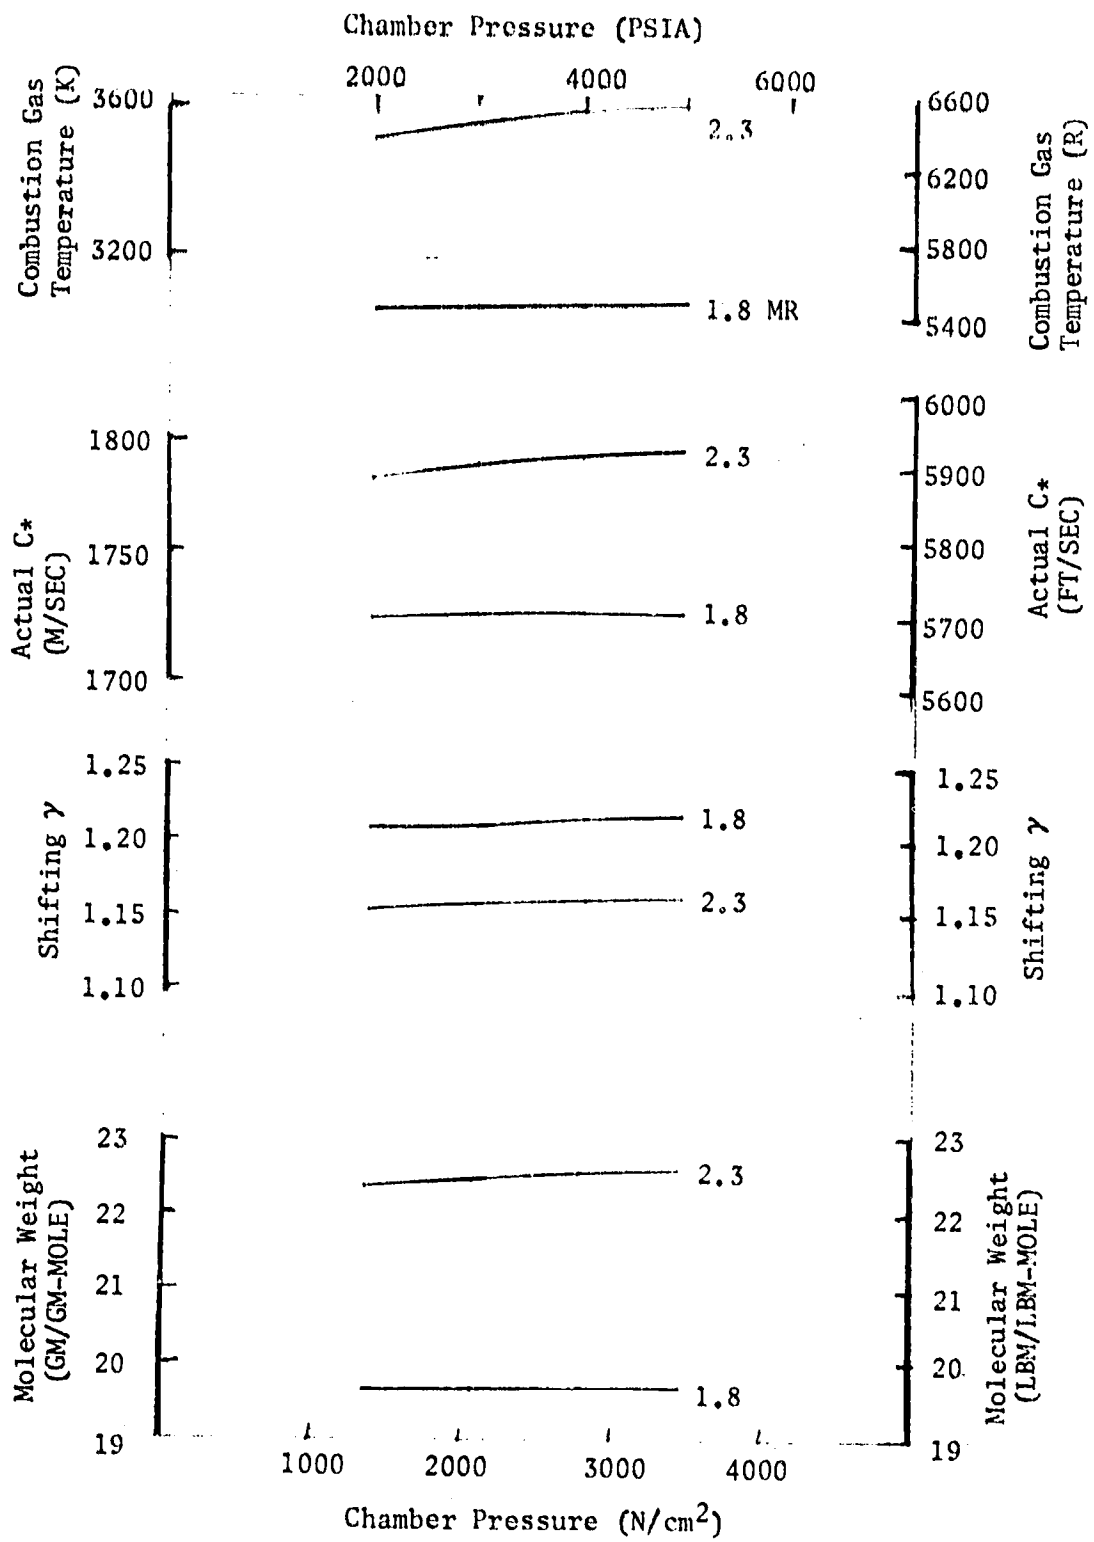 Chamber Pressure (PSIA)
2000 4000 6000
Combustion Gas
Temperature (K)
3600
3200
2.3
1.8 MR
6600
6200
5800
5400
Combustion Gas
Temperature (R)
Actual C*
(M/SEC)
1800
1750
1700
2.3
1.8
6000
5900
5800
5700
5600
Actual C*
(FT/SEC)
Shifting γ
1.25
1.20
1.15
1.10
1.8
2.3
1.25
1.20
1.15
1.10
Shifting γ
Molecular Weight
(GM/GM-MOLE)
23
22
21
20
19
2.3
1.8
23
22
21
20
19
Molecular Weight
(LBM/LBM-MOLE)
1000 2000 3000 4000
Chamber Pressure (N/cm²)